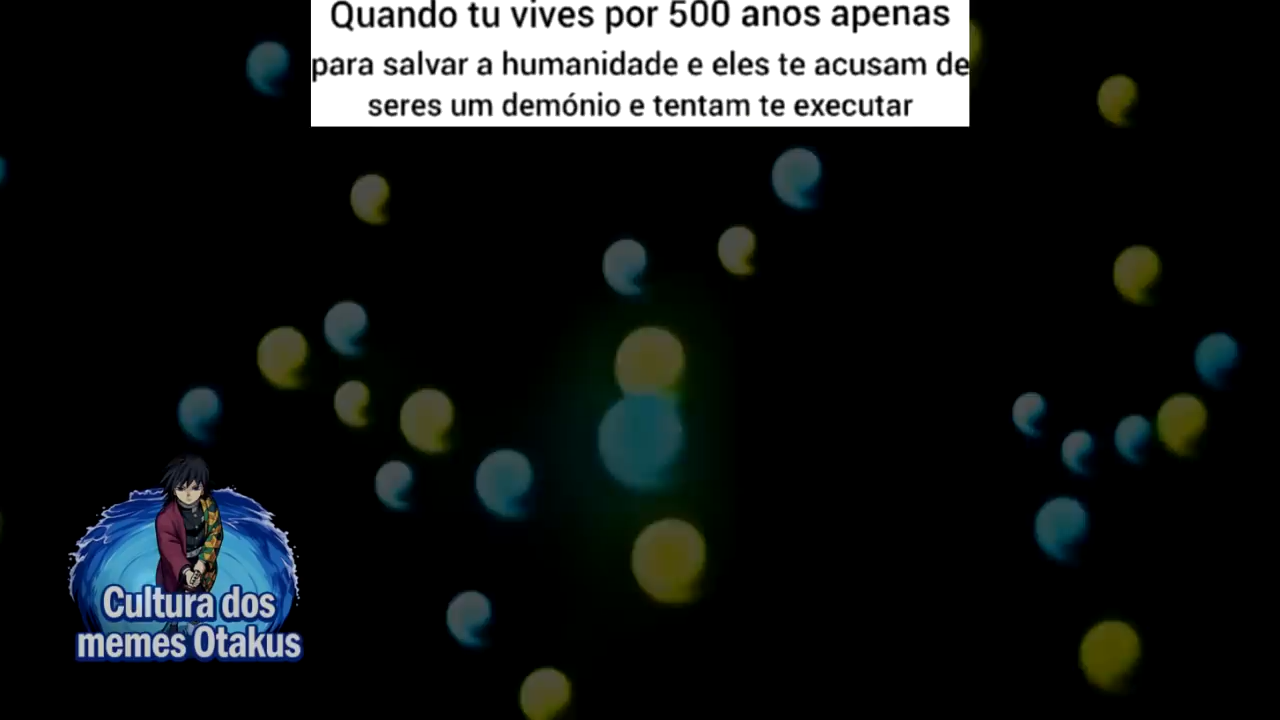 Quando tu vives por 500 anos apenas
para salvar a humanidade e eles te acusam de
seres um demónio e tentam te executar
Cultura dos
memes Otakus